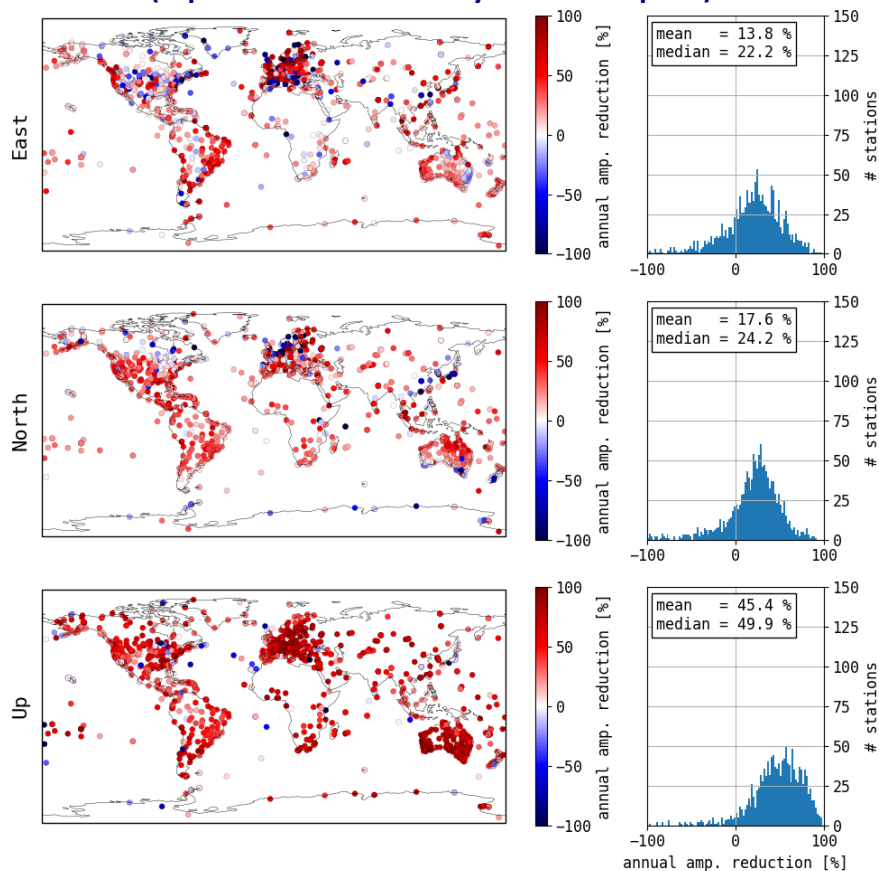 100
50
0
−50
−100
annual amp. reduction [%]
East
mean = 13.8 %
median = 22.2 %
150
125
100
75
50
25
0
# stations
−100 0 100
100
50
0
−50
−100
annual amp. reduction [%]
North
mean = 17.6 %
median = 24.2 %
150
125
100
75
50
25
0
# stations
−100 0 100
100
50
0
−50
−100
annual amp. reduction [%]
Up
mean = 45.4 %
median = 49.9 %
150
125
100
75
50
25
0
# stations
−100 0 100
annual amp. reduction [%]